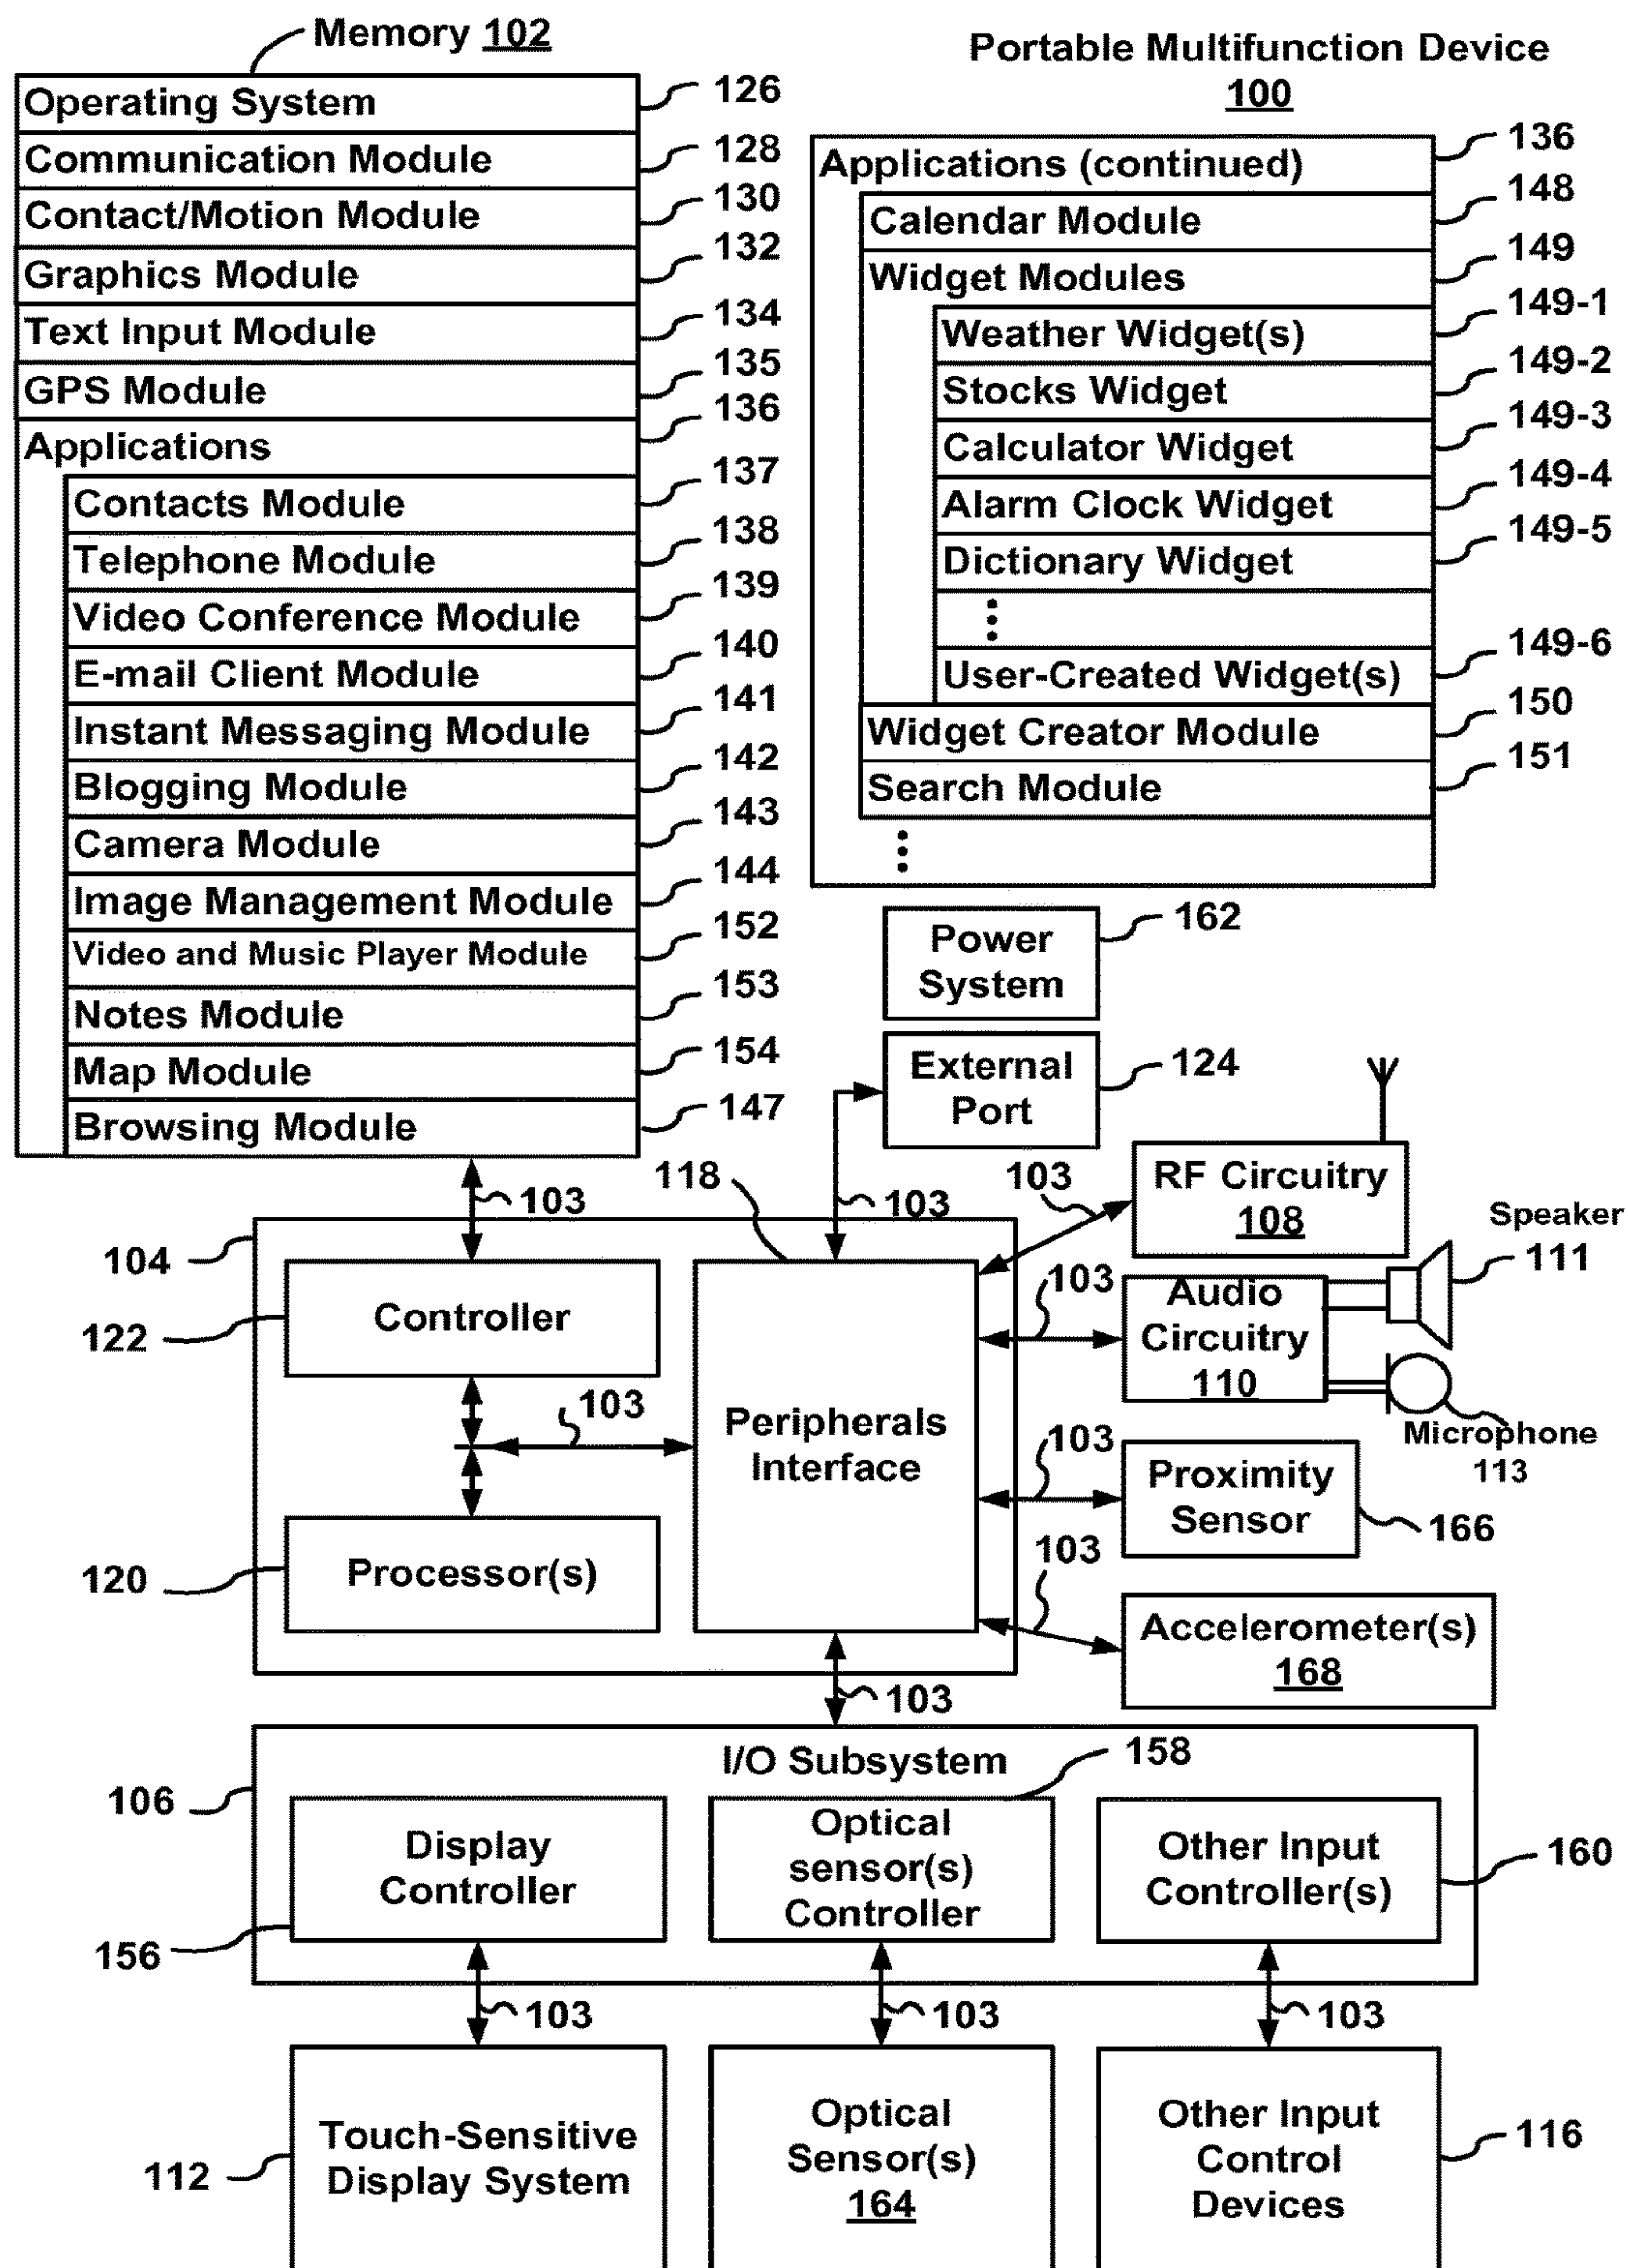 Memory 102
Operating System 126
Communication Module 128
Contact/Motion Module 130
Graphics Module 132
Text Input Module 134
GPS Module 135
Applications 136
Contacts Module 137
Telephone Module 138
Video Conference Module 139
E-mail Client Module 140
Instant Messaging Module 141
Blogging Module 142
Camera Module 143
Image Management Module 144
Video and Music Player Module 152
Notes Module 153
Map Module 154
Browsing Module 147
Portable Multifunction Device
100
Applications (continued) 136
Calendar Module 148
Widget Modules 149
Weather Widget(s) 149-1
Stocks Widget 149-2
Calculator Widget 149-3
Alarm Clock Widget 149-4
Dictionary Widget 149-5
User-Created Widget(s) 149-6
Widget Creator Module 150
Search Module 151
Power
System
162
External
Port
124
103
118
103
103
RF Circuitry
108
Speaker
111
104
Controller
122
103
Audio
Circuitry
110
Microphone
113
103
Peripherals
Interface
103
Proximity
Sensor
166
Processor(s)
120
103
Accelerometer(s)
168
103
I/O Subsystem
106
158
Display
Controller
156
Optical
sensor(s)
Controller
Other Input
Controller(s)
160
103
103
103
Touch-Sensitive
Display System
112
Optical
Sensor(s)
164
Other Input
Control
Devices
116